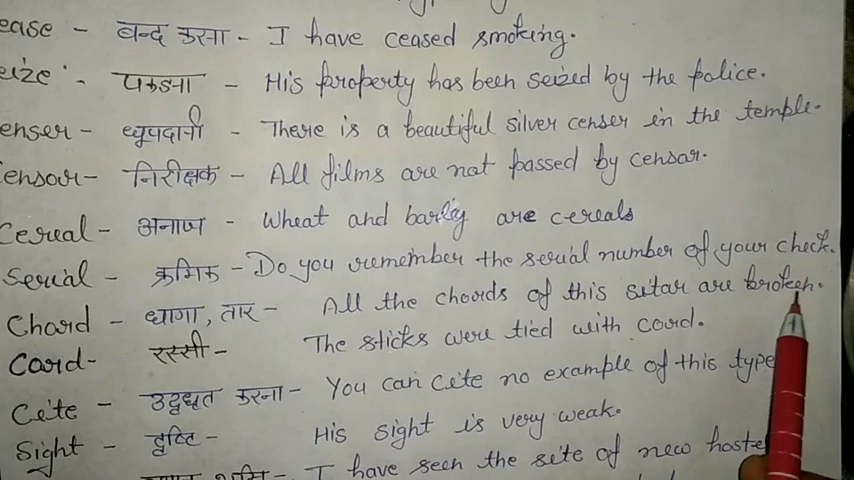 ease - बन्द करना - I have ceased smoking.
eize - पकडना - His property has been seized by the police.
enser - धूपदानी - There is a beautiful silver censer in the temple.
ensor - निरीक्षक - All films are not passed by censar.
Cereal - अनाज - Wheat and barley are cereals
Serial - क्रमिक - Do you remember the serial number of your check.
Chord - धागा, तार - All the chords of this sitar are broken.
Cord - रस्सी - The sticks were tied with cord.
Cite - उद्धृत करना - You can cite no example of this type
Sight - दृष्टि - His sight is very weak.
I have seen the site of new hoste